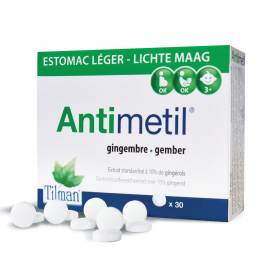 ESTOMAC LÉGER - LICHTE MAAG
OK OK 3+
Antimetil®
gingembre • gember
Extrait standardisé à 10% de gingérols
Gestandaardiseerd extract met 10% gingerol
Tilman®
x 30